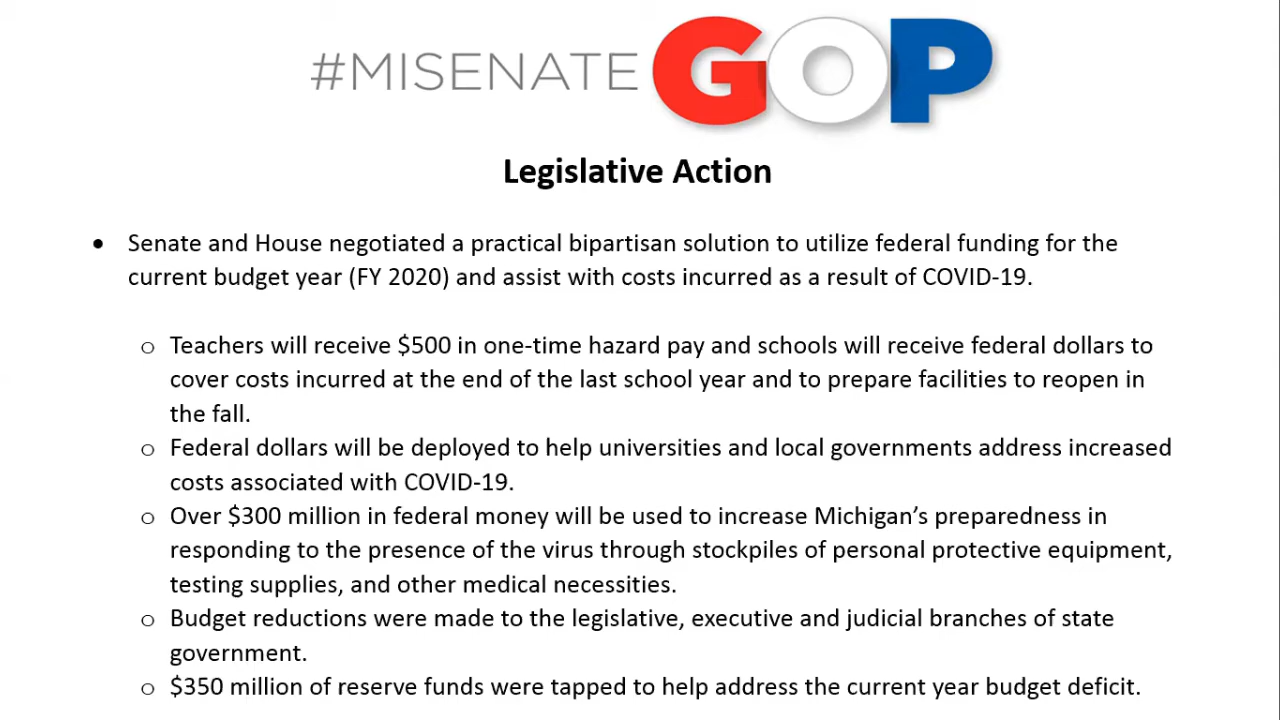 #MISENATE GOP
Legislative Action
• Senate and House negotiated a practical bipartisan solution to utilize federal funding for the
current budget year (FY 2020) and assist with costs incurred as a result of COVID-19.
o Teachers will receive $500 in one-time hazard pay and schools will receive federal dollars to
cover costs incurred at the end of the last school year and to prepare facilities to reopen in
the fall.
o Federal dollars will be deployed to help universities and local governments address increased
costs associated with COVID-19.
o Over $300 million in federal money will be used to increase Michigan’s preparedness in
responding to the presence of the virus through stockpiles of personal protective equipment,
testing supplies, and other medical necessities.
o Budget reductions were made to the legislative, executive and judicial branches of state
government.
o $350 million of reserve funds were tapped to help address the current year budget deficit.